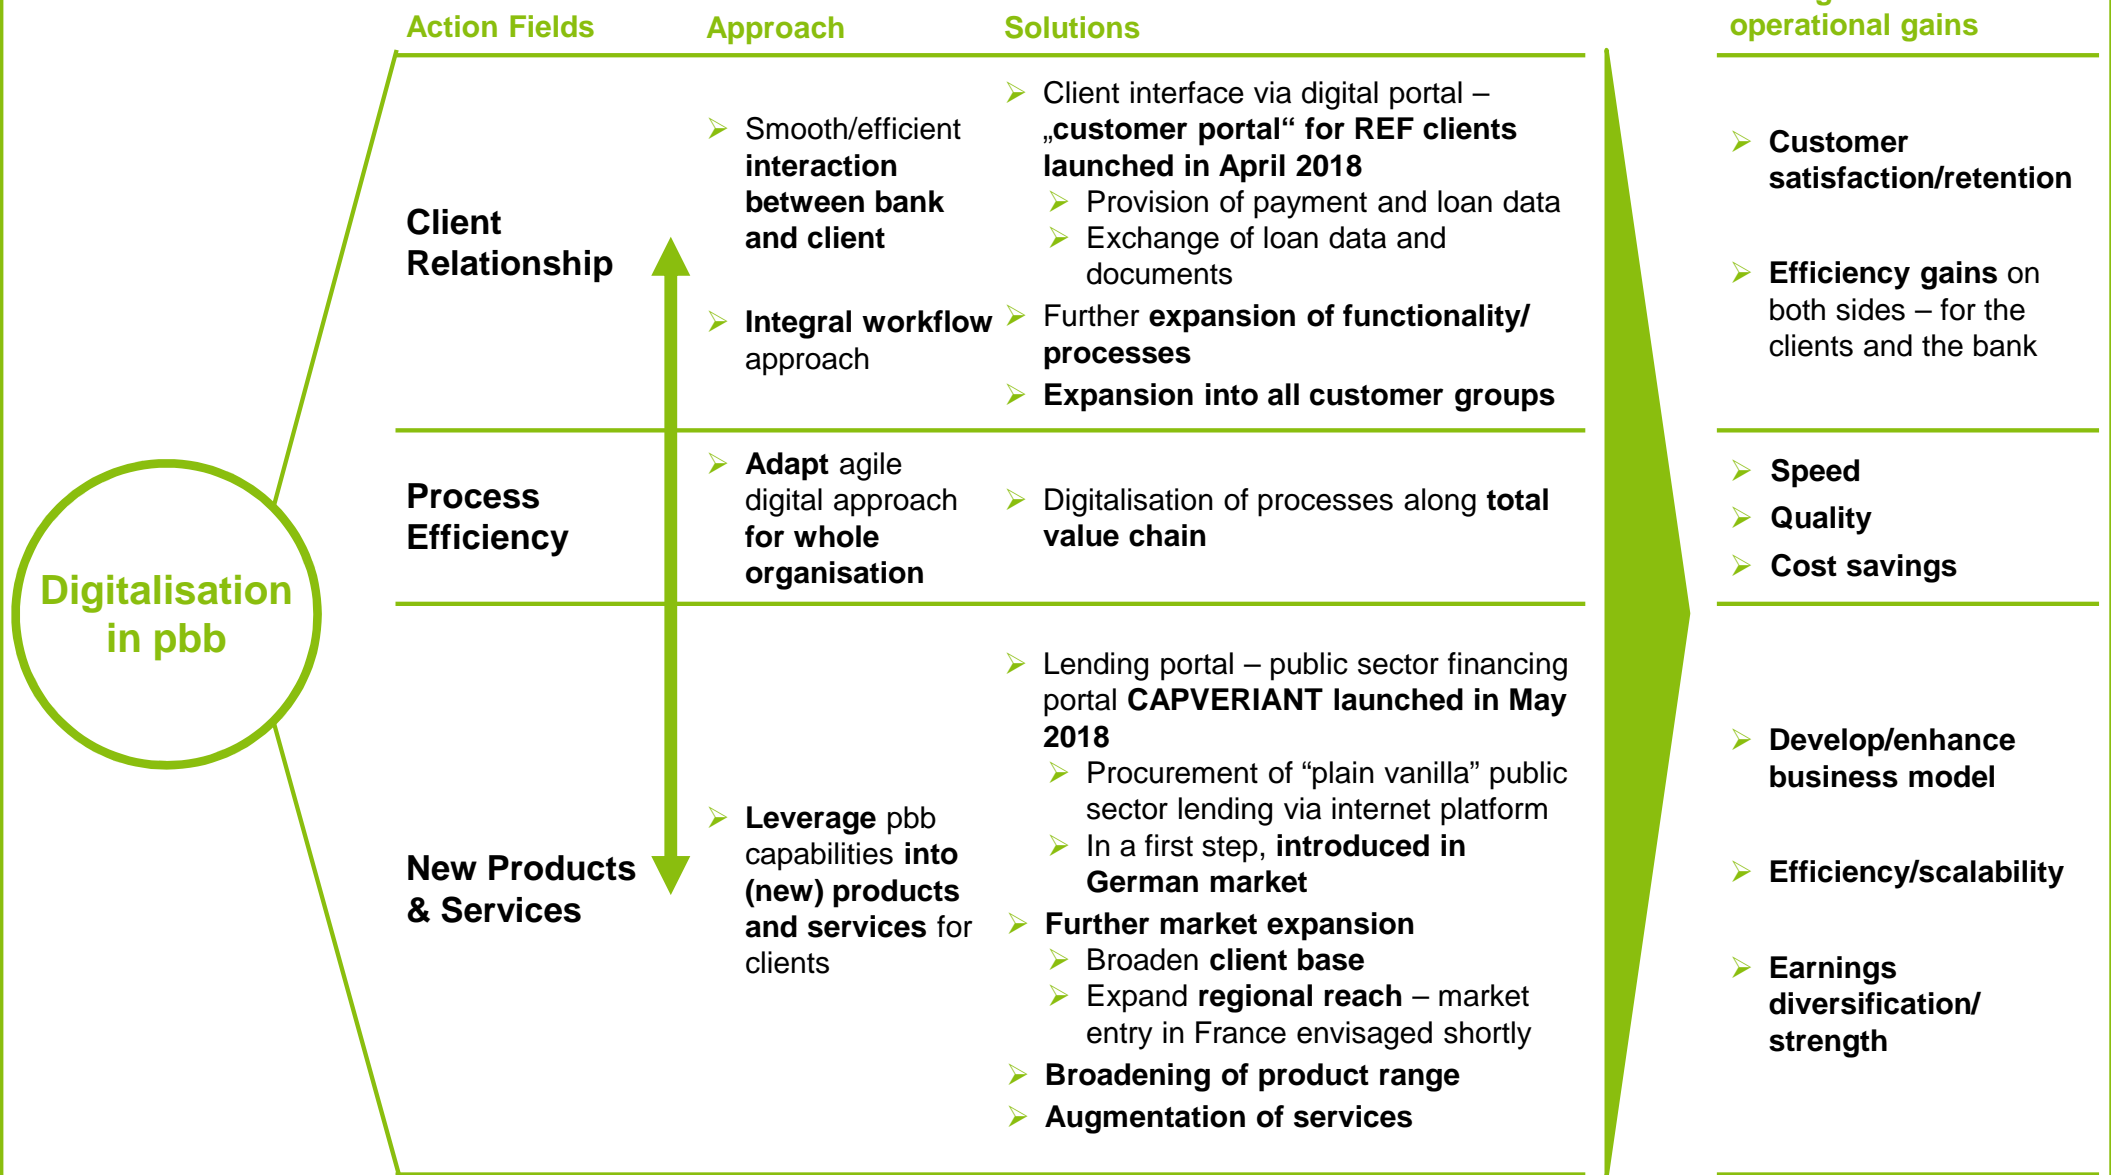 Action Fields
Approach
Solutions
operational gains
Digitalisation
in pbb
Client
Relationship
➢ Smooth/efficient
interaction
between bank
and client
➢ Integral workflow
approach
➢ Client interface via digital portal –
„customer portal“ for REF clients
launched in April 2018
➢ Provision of payment and loan data
➢ Exchange of loan data and
documents
➢ Further expansion of functionality/
processes
➢ Expansion into all customer groups
➢ Customer
satisfaction/retention
➢ Efficiency gains on
both sides – for the
clients and the bank
Process
Efficiency
➢ Adapt agile
digital approach
for whole
organisation
➢ Digitalisation of processes along total
value chain
➢ Speed
➢ Quality
➢ Cost savings
New Products
& Services
➢ Leverage pbb
capabilities into
(new) products
and services for
clients
➢ Lending portal – public sector financing
portal CAPVERIANT launched in May
2018
➢ Procurement of “plain vanilla” public
sector lending via internet platform
➢ In a first step, introduced in
German market
➢ Further market expansion
➢ Broaden client base
➢ Expand regional reach – market
entry in France envisaged shortly
➢ Broadening of product range
➢ Augmentation of services
➢ Develop/enhance
business model
➢ Efficiency/scalability
➢ Earnings
diversification/
strength